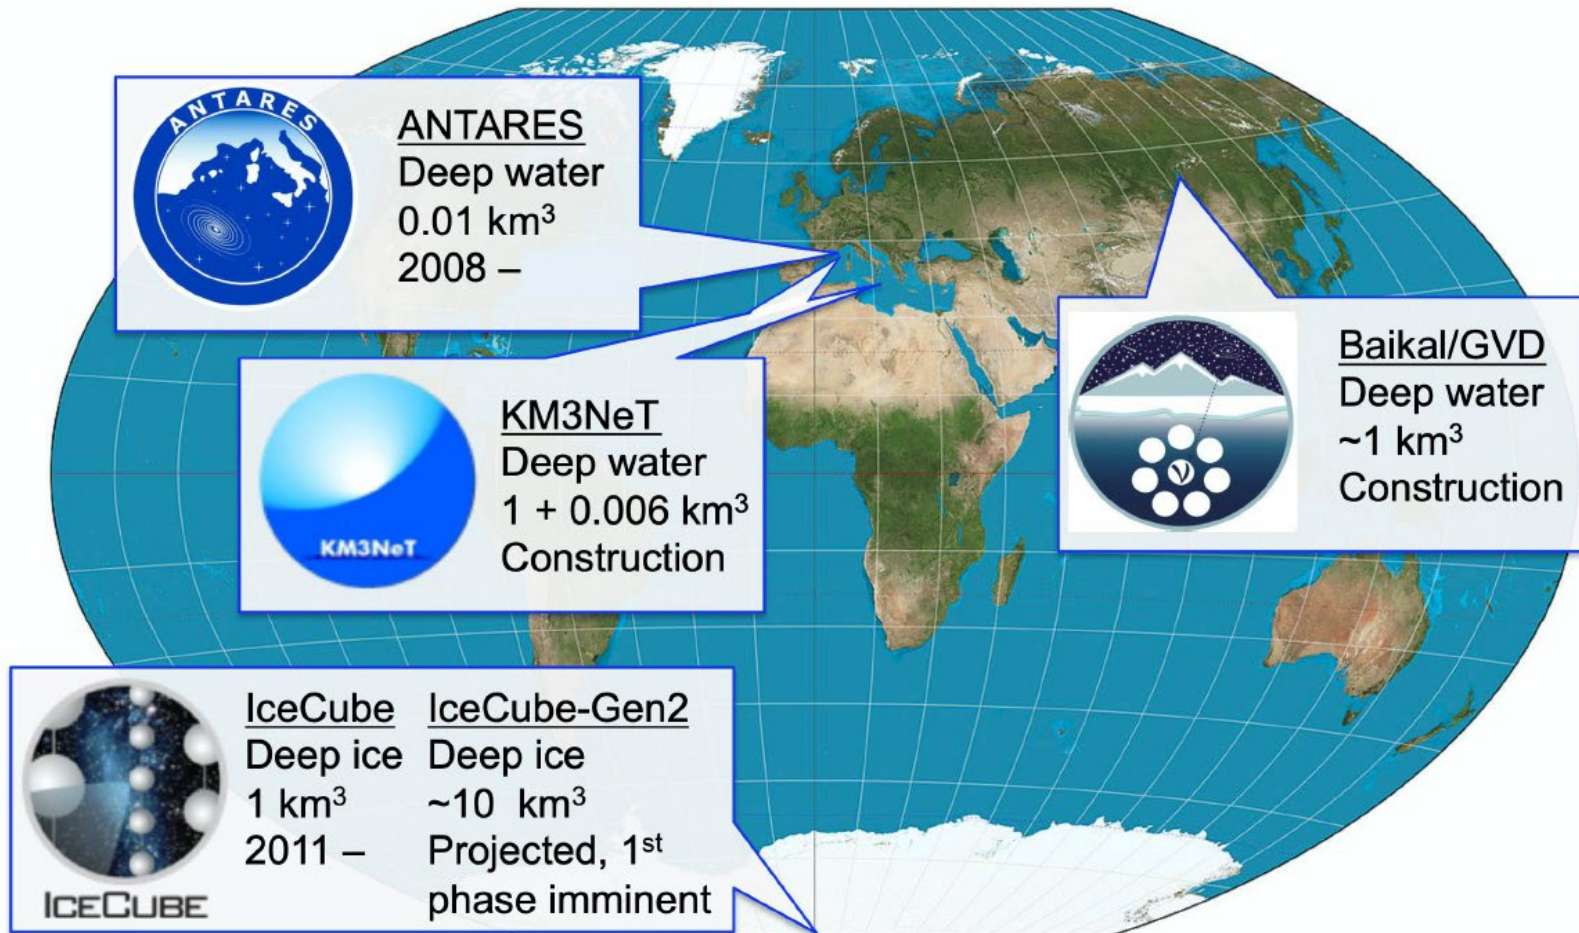 ANTARES
ANTARES
Deep water
0.01 km³
2008 –
KM3NeT
KM3NeT
Deep water
1 + 0.006 km³
Construction
Baikal/GVD
Deep water
~1 km³
Construction
ICECUBE
IceCube
Deep ice
1 km³
2011 –
IceCube-Gen2
Deep ice
~10 km³
Projected, 1st
phase imminent